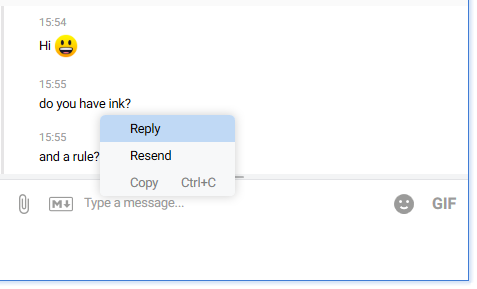 15:54
Hi 😃
15:55
do you have ink?
15:55
and a rule?
Reply
Resend
Copy Ctrl+C
M↓ Type a message... GIF